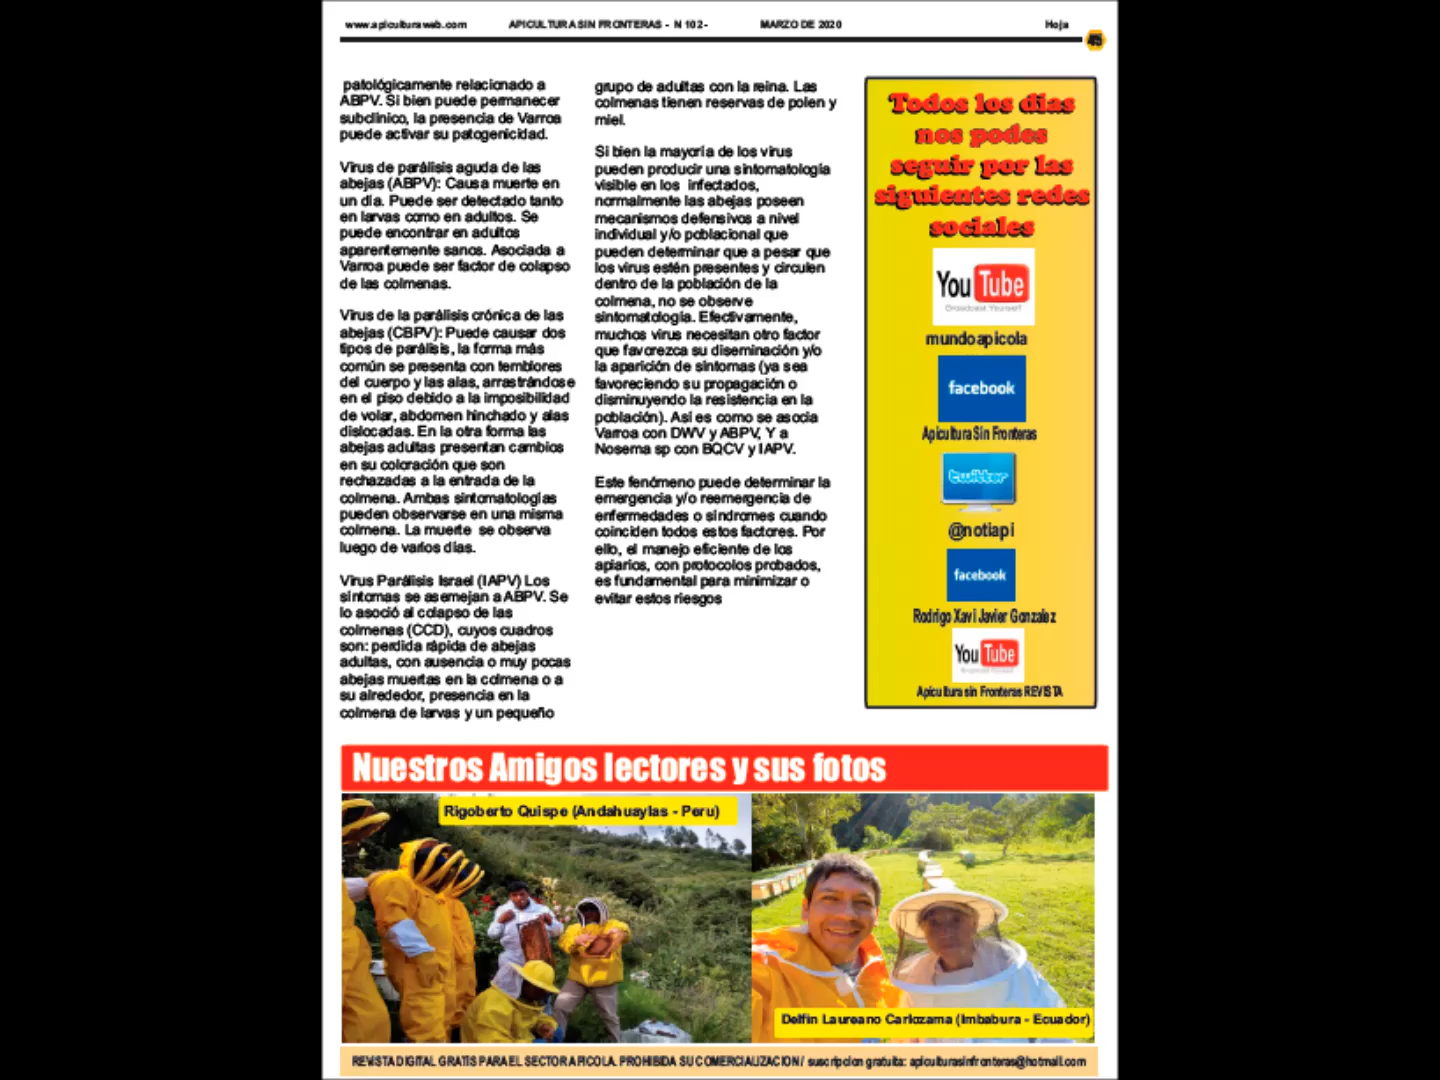 www.apiculturaweb.com APICULTURA SIN FRONTERAS - N 102- MARZO DE 2020 Hoja
45
patológicamente relacionado a
ABPV. Si bien puede permanecer
subclínico, la presencia de Varroa
puede activar su patogenicidad.
Virus de parálisis aguda de las
abejas (ABPV): Causa muerte en
un día. Puede ser detectado tanto
en larvas como en adultos. Se
puede encontrar en adultos
aparentemente sanos. Asociada a
Varroa puede ser factor de colapso
de las colmenas.
Virus de la parálisis crónica de las
abejas (CBPV): Puede causar dos
tipos de parálisis, la forma más
común se presenta con temblores
del cuerpo y las alas, arrastrándose
en el piso debido a la imposibilidad
de volar, abdomen hinchado y alas
dislocadas. En la otra forma las
abejas adultas presentan cambios
en su coloración que son
rechazadas a la entrada de la
colmena. Ambas sintomatologías
pueden observarse en una misma
colmena. La muerte se observa
luego de varios días.
Virus Parálisis Israel (IAPV) Los
síntomas se asemejan a ABPV. Se
lo asoció al colapso de las
colmenas (CCD), cuyos cuadros
son: perdida rápida de abejas
adultas, con ausencia o muy pocas
abejas muertas en la colmena o a
su alrededor, presencia en la
colmena de larvas y un pequeño
grupo de adultas con la reina. Las
colmenas tienen reservas de polen y
miel.
Si bien la mayoría de los virus
pueden producir una sintomatología
visible en los infectados,
normalmente las abejas poseen
mecanismos defensivos a nivel
individual y/o poblacional que
pueden determinar que a pesar que
los virus estén presentes y circulen
dentro de la población de la
colmena, no se observe
sintomatología. Efectivamente,
muchos virus necesitan otro factor
que favorezca su diseminación y/o
la aparición de síntomas (ya sea
favoreciendo su propagación o
disminuyendo la resistencia en la
población). Así es como se asocia
Varroa con DWV y ABPV, Y a
Nosema sp con BQCV y IAPV.
Este fenómeno puede determinar la
emergencia y/o reemergencia de
enfermedades o síndromes cuando
coinciden todos estos factores. Por
ello, el manejo eficiente de los
apiarios, con protocolos probados,
es fundamental para minimizar o
evitar estos riesgos
Todos los dias
nos podes
seguir por las
siguientes redes
sociales
YouTube
Broadcast Yourself
mundoapicola
facebook
Apicultura Sin Fronteras
twitter
@notiapi
facebook
Rodrigo Xavi Javier Gonzalez
YouTube
Apicultura sin Fronteras REVISTA
Nuestros Amigos lectores y sus fotos
Rigoberto Quispe (Andahuaylas - Peru)
Delfin Laureano Carlozama (Imbabura - Ecuador)
REVISTA DIGITAL GRATIS PARA EL SECTOR APICOLA. PROHIBIDA SU COMERCIALIZACION / suscripcion gratuita: apiculturasinfronteras@hotmail.com